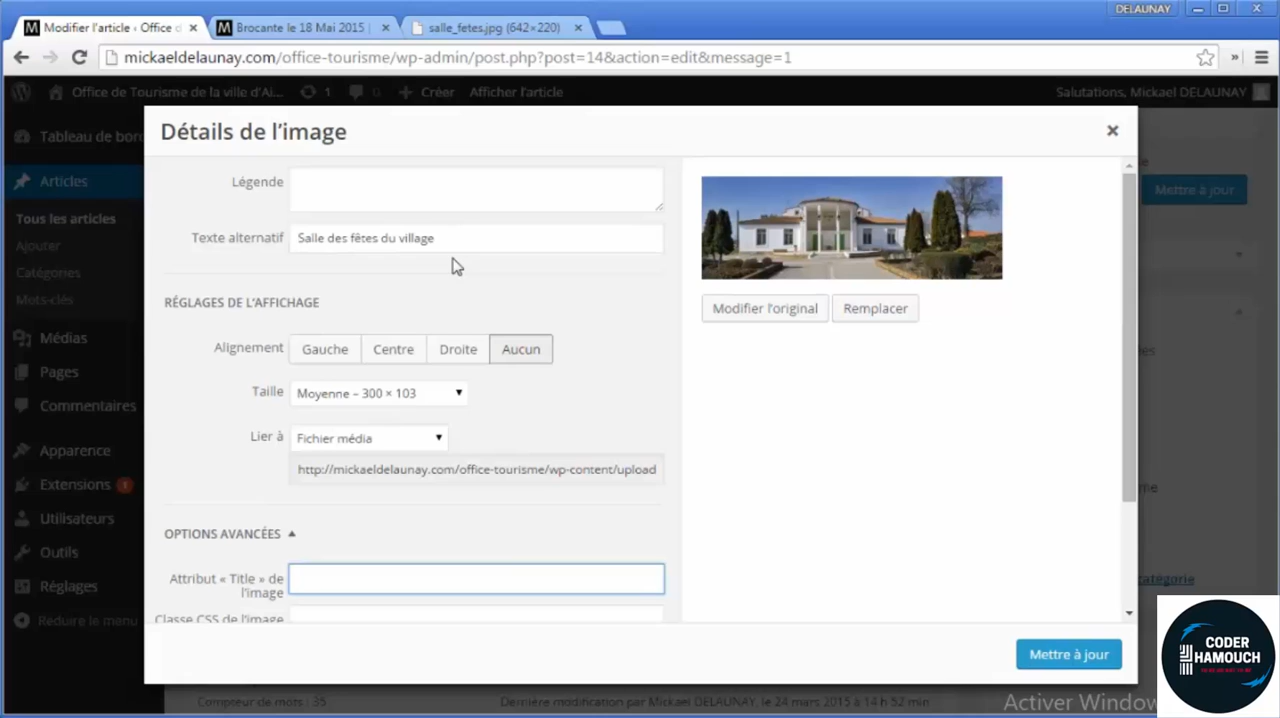 DELAUNAY
Modifier l'article ‹ Office d
Brocante le 18 Mai 2015
salle_fetes.jpg (642×220)
mickaeldelaunay.com/office-tourisme/wp-admin/post.php?post=14&action=edit&message=1
Office de Tourisme de la ville d'Ai...
1
0
Créer
Afficher l'article
Salutations, Mickael DELAUNAY
Tableau de bord
Articles
Tous les articles
Ajouter
Catégories
Mots-clés
Médias
Pages
Commentaires
Apparence
Extensions 1
Utilisateurs
Outils
Réglages
Réduire le menu
Détails de l'image
Légende
Texte alternatif
Salle des fêtes du village
RÉGLAGES DE L'AFFICHAGE
Alignement
Gauche
Centre
Droite
Aucun
Taille
Moyenne – 300 × 103
Lier à
Fichier média
http://mickaeldelaunay.com/office-tourisme/wp-content/upload
OPTIONS AVANCÉES
Attribut « Title » de
l'image
Classe CSS de l'image
Modifier l'original
Remplacer
Mettre à jour
Mettre à jour
catégorie
Compteur de mots : 35
Dernière modification par Mickael DELAUNAY, le 24 mars 2015 à 14 h 52 min
Activer Window
CODER
HAMOUCH